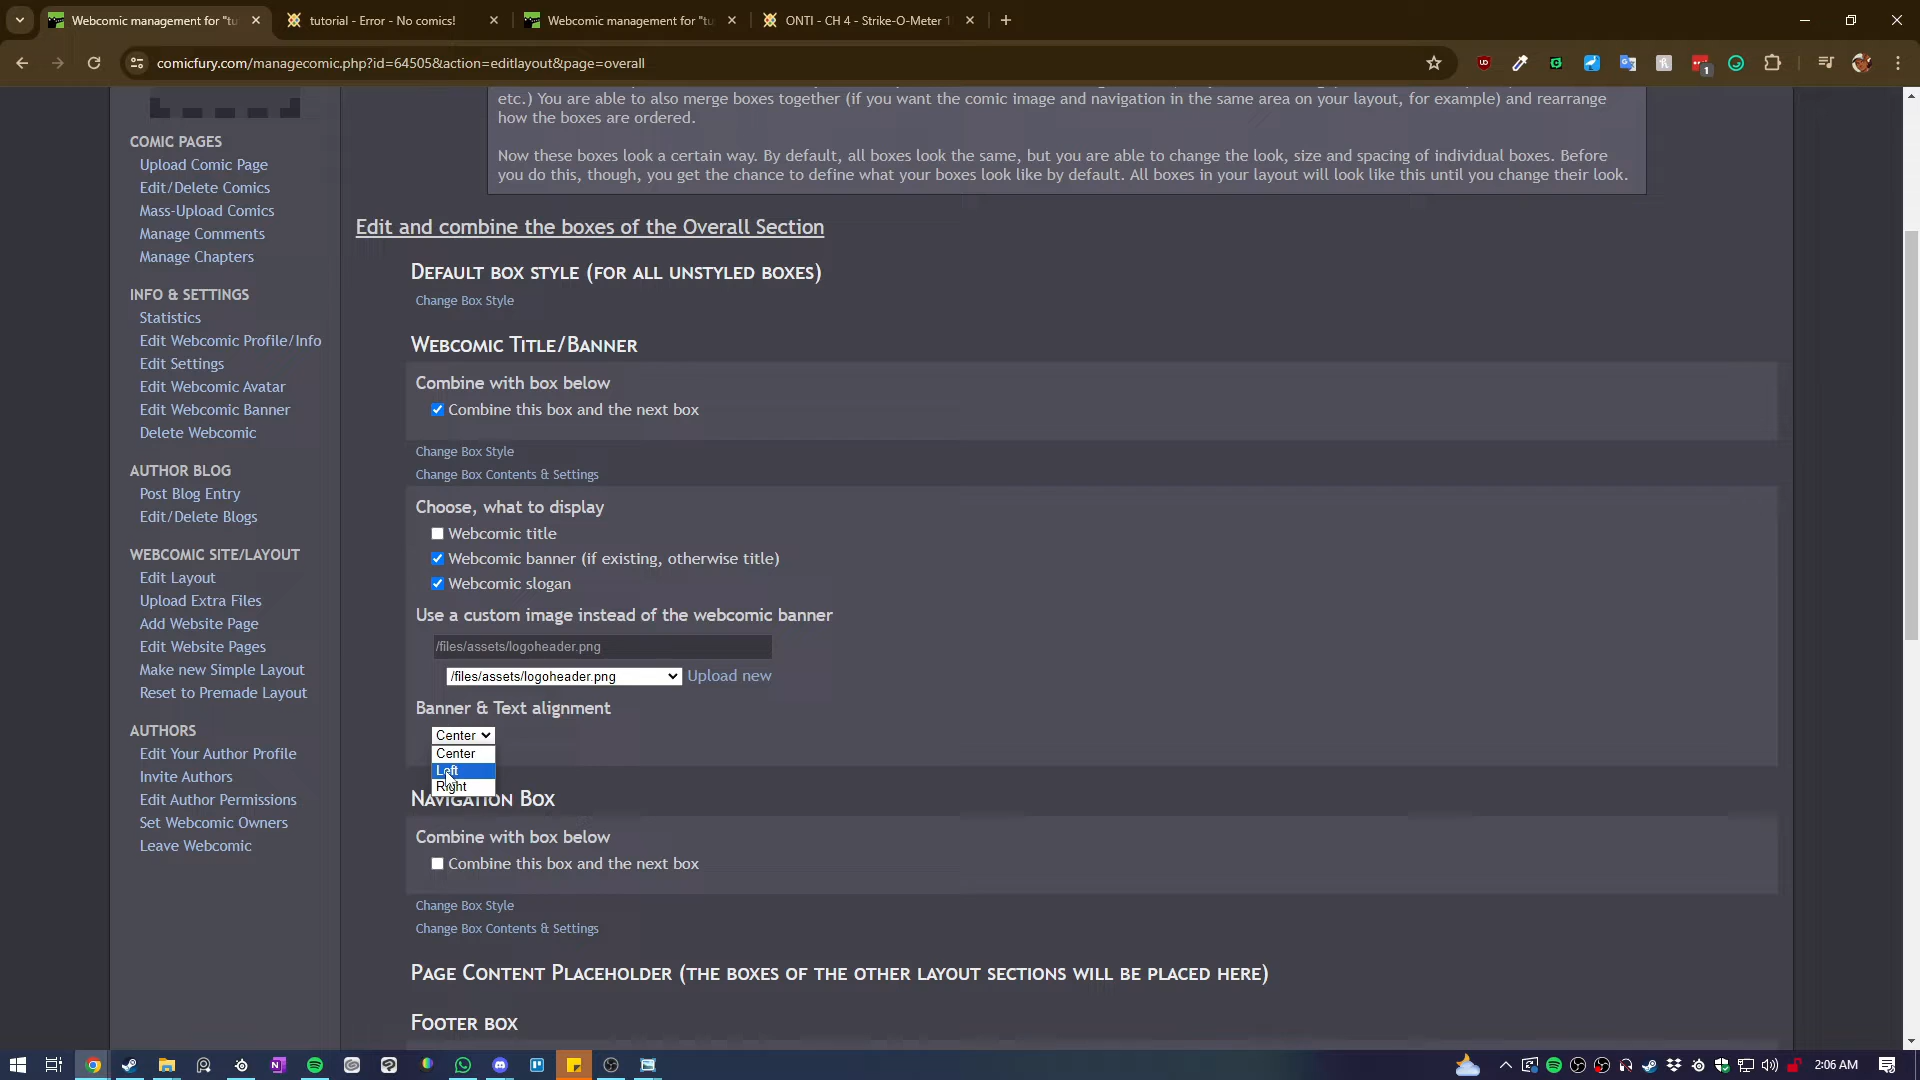 Webcomic management for "tu
tutorial - Error - No comics!
Webcomic management for "tu
ONTI - CH 4 - Strike-O-Meter 1
comicfury.com/managecomic.php?id=64505&action=editlayout&page=overall
etc.) You are able to also merge boxes together (if you want the comic image and navigation in the same area on your layout, for example) and rearrange
how the boxes are ordered.
Now these boxes look a certain way. By default, all boxes look the same, but you are able to change the look, size and spacing of individual boxes. Before
you do this, though, you get the chance to define what your boxes look like by default. All boxes in your layout will look like this until you change their look.
COMIC PAGES
Upload Comic Page
Edit/Delete Comics
Mass-Upload Comics
Manage Comments
Manage Chapters
INFO & SETTINGS
Statistics
Edit Webcomic Profile/Info
Edit Settings
Edit Webcomic Avatar
Edit Webcomic Banner
Delete Webcomic
AUTHOR BLOG
Post Blog Entry
Edit/Delete Blogs
WEBCOMIC SITE/LAYOUT
Edit Layout
Upload Extra Files
Add Website Page
Edit Website Pages
Make new Simple Layout
Reset to Premade Layout
AUTHORS
Edit Your Author Profile
Invite Authors
Edit Author Permissions
Set Webcomic Owners
Leave Webcomic
Edit and combine the boxes of the Overall Section
DEFAULT BOX STYLE (FOR ALL UNSTYLED BOXES)
Change Box Style
WEBCOMIC TITLE/BANNER
Combine with box below
Combine this box and the next box
Change Box Style
Change Box Contents & Settings
Choose, what to display
Webcomic title
Webcomic banner (if existing, otherwise title)
Webcomic slogan
Use a custom image instead of the webcomic banner
/files/assets/logoheader.png
/files/assets/logoheader.png Upload new
Banner & Text alignment
Center
Center
Left
Right
NAVIGATION BOX
Combine with box below
Combine this box and the next box
Change Box Style
Change Box Contents & Settings
PAGE CONTENT PLACEHOLDER (THE BOXES OF THE OTHER LAYOUT SECTIONS WILL BE PLACED HERE)
FOOTER BOX
2:06 AM